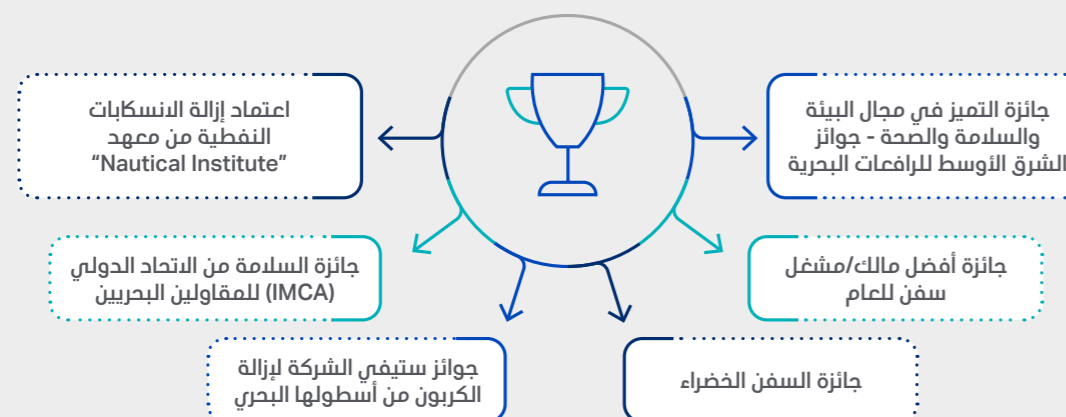 جائزة التميز في مجال البيئة
والسلامة والصحة - جوائز
الشرق الأوسط للرافعات البحرية
جائزة أفضل مالك/مشغل
سفن للعام
جائزة السفن الخضراء
اعتماد إزالة الانسكابات
النفطية من معهد
“Nautical Institute”
جائزة السلامة من الاتحاد الدولي
(IMCA) للمقاولين البحريين
جوائز ستيفي الشركة لإزالة
الكربون من أسطولها البحري